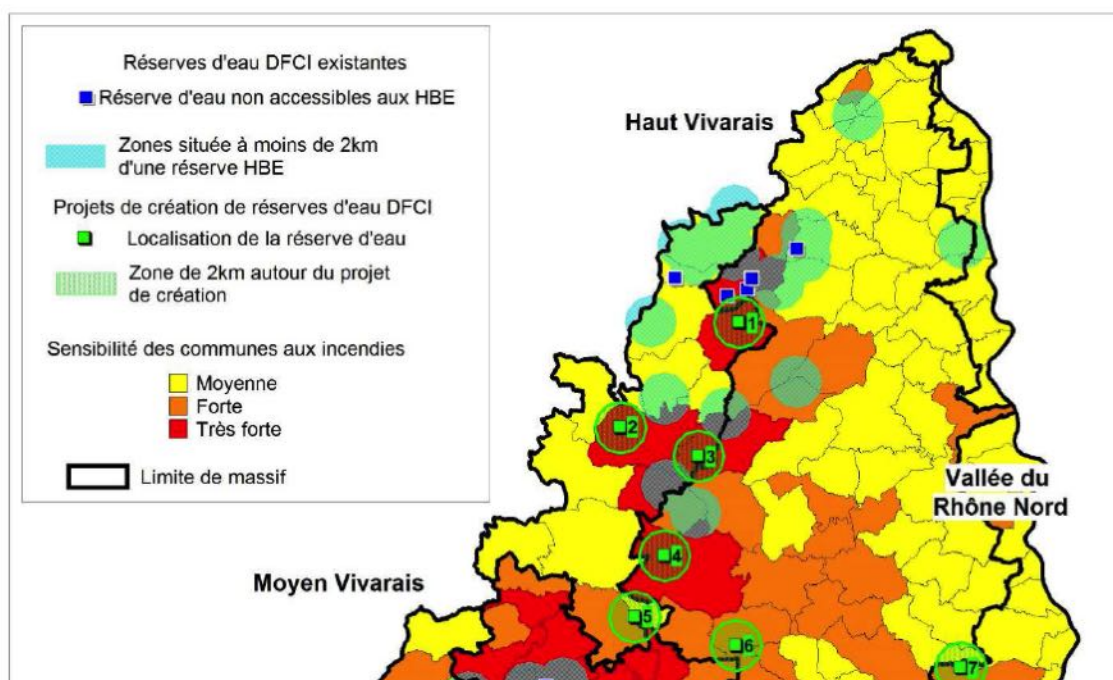 Réserves d'eau DFCI existantes
Réserve d'eau non accessibles aux HBE
Zones située à moins de 2km
d'une réserve HBE
Projets de création de réserves d'eau DFCI
Localisation de la réserve d'eau
Zone de 2km autour du projet
de création
Sensibilité des communes aux incendies
Moyenne
Forte
Très forte
Limite de massif
Haut Vivarais
1
2
3
Vallée du
Rhône Nord
4
Moyen Vivarais
5
6
7